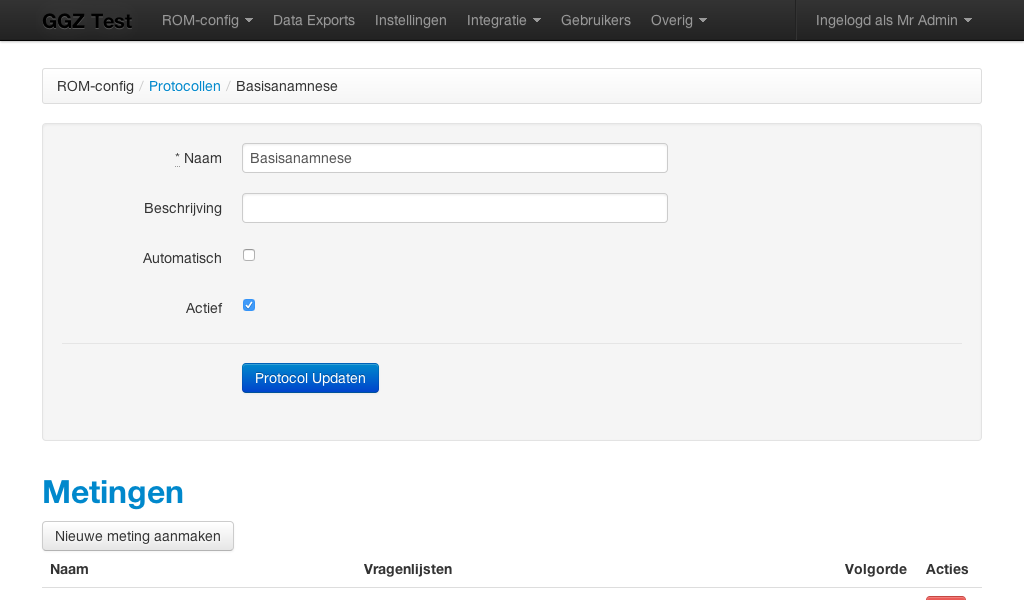 GGZ Test ROM-config Data Exports Instellingen Integratie Gebruikers Overig Ingelogd als Mr Admin
ROM-config / Protocollen / Basisanamnese
* Naam Basisanamnese
Beschrijving
Automatisch
Actief
Protocol Updaten
Metingen
Nieuwe meting aanmaken
Naam Vragenlijsten Volgorde Acties